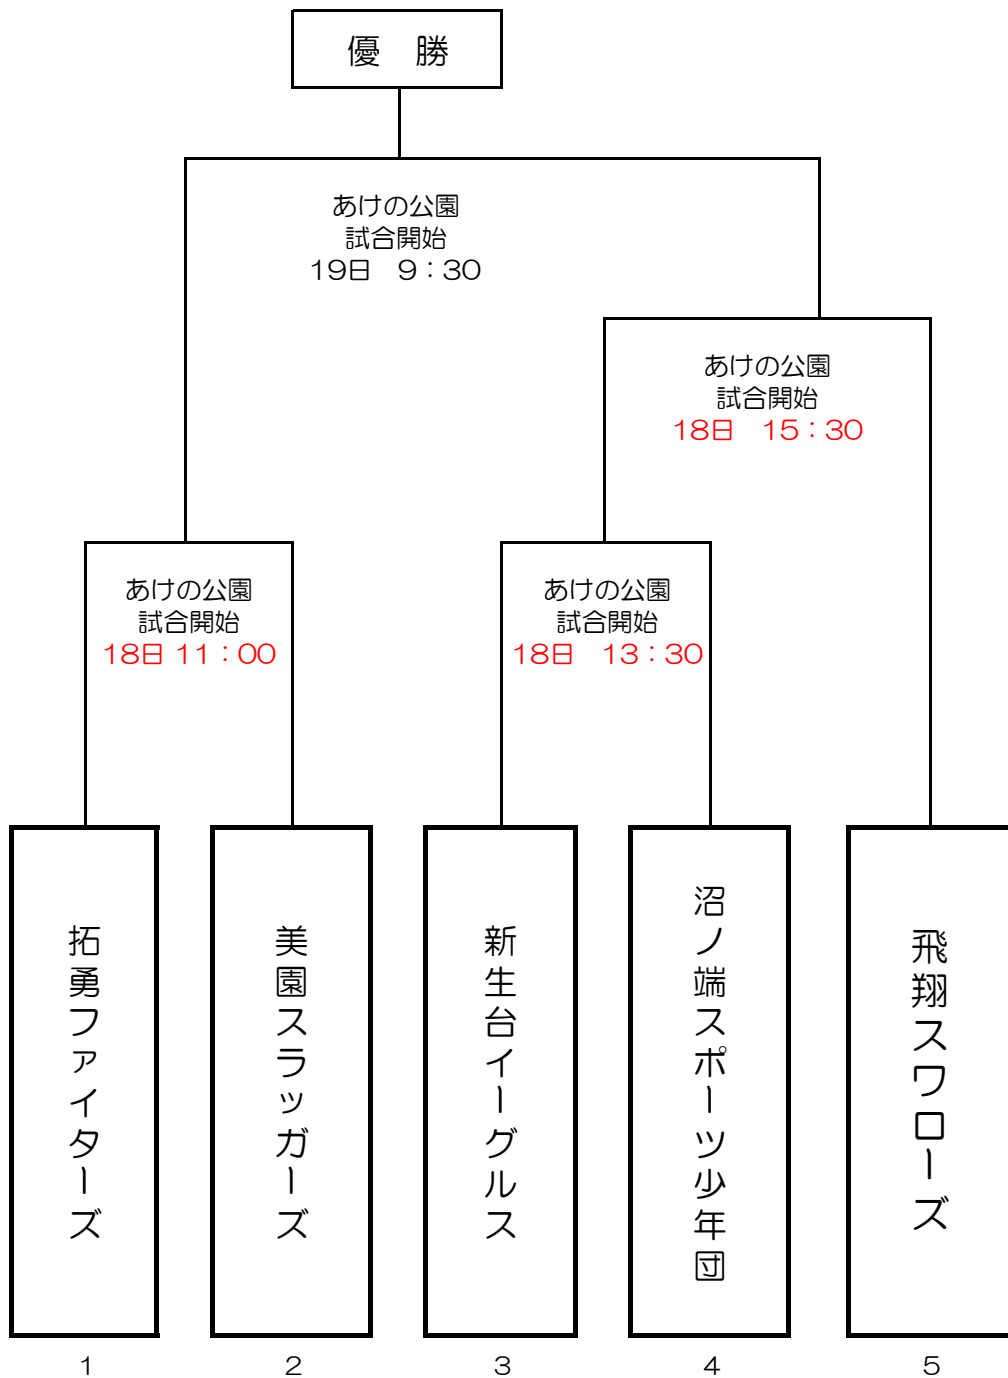 優　勝
あけの公園
試合開始
19日　9：30
あけの公園
試合開始
18日　15：30
あけの公園
試合開始
18日 11：00
あけの公園
試合開始
18日　13：30
拓勇ファイターズ
美園スラッガーズ
新生台イーグルス
沼ノ端スポーツ少年団
飛翔スワローズ
1
2
3
4
5